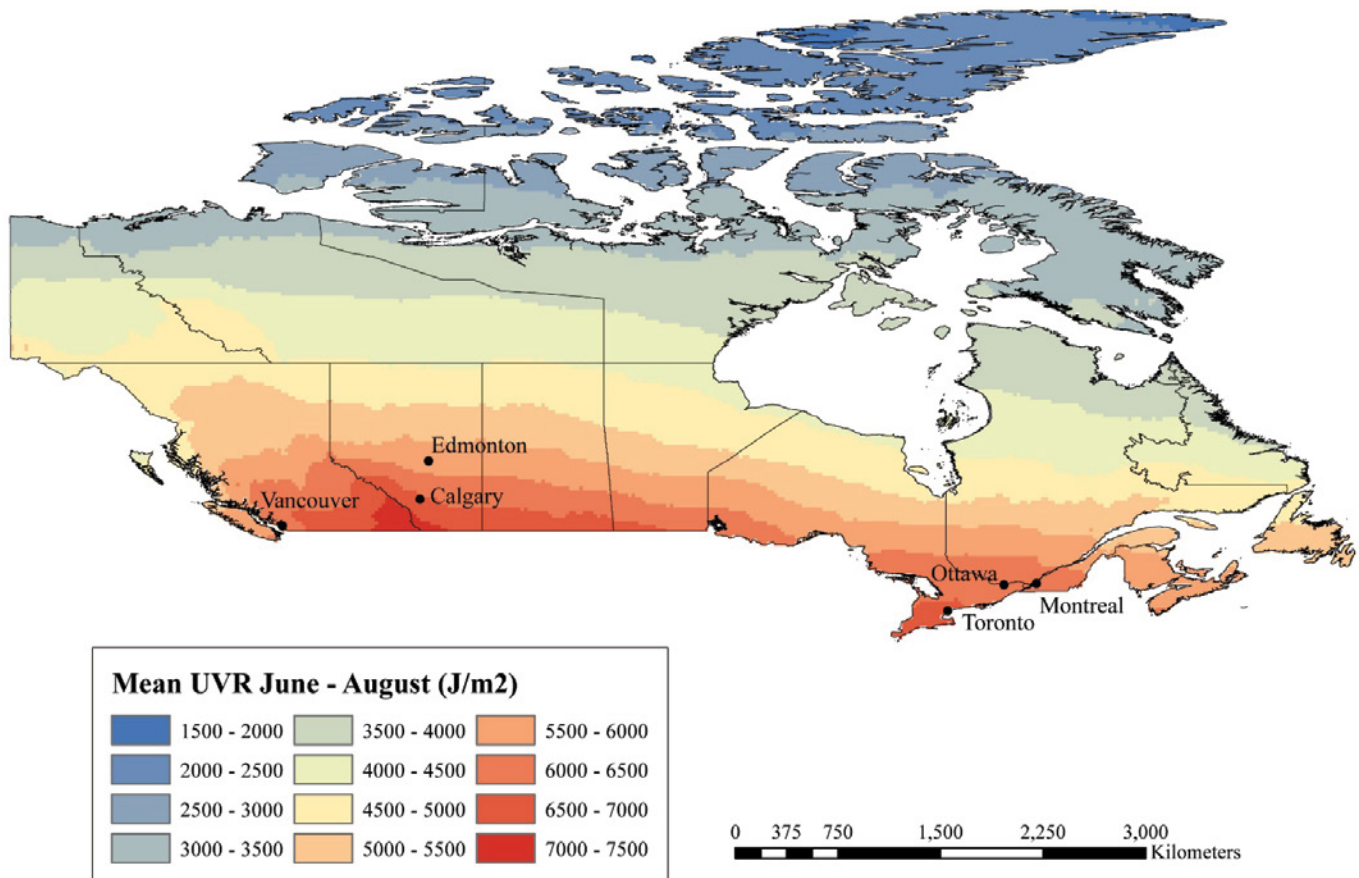 Edmonton
Calgary
Vancouver
Ottawa
Montreal
Toronto
Mean UVR June - August (J/m2)
1500 - 2000 3500 - 4000 5500 - 6000
2000 - 2500 4000 - 4500 6000 - 6500
2500 - 3000 4500 - 5000 6500 - 7000
3000 - 3500 5000 - 5500 7000 - 7500
0 375 750 1,500 2,250 3,000
Kilometers